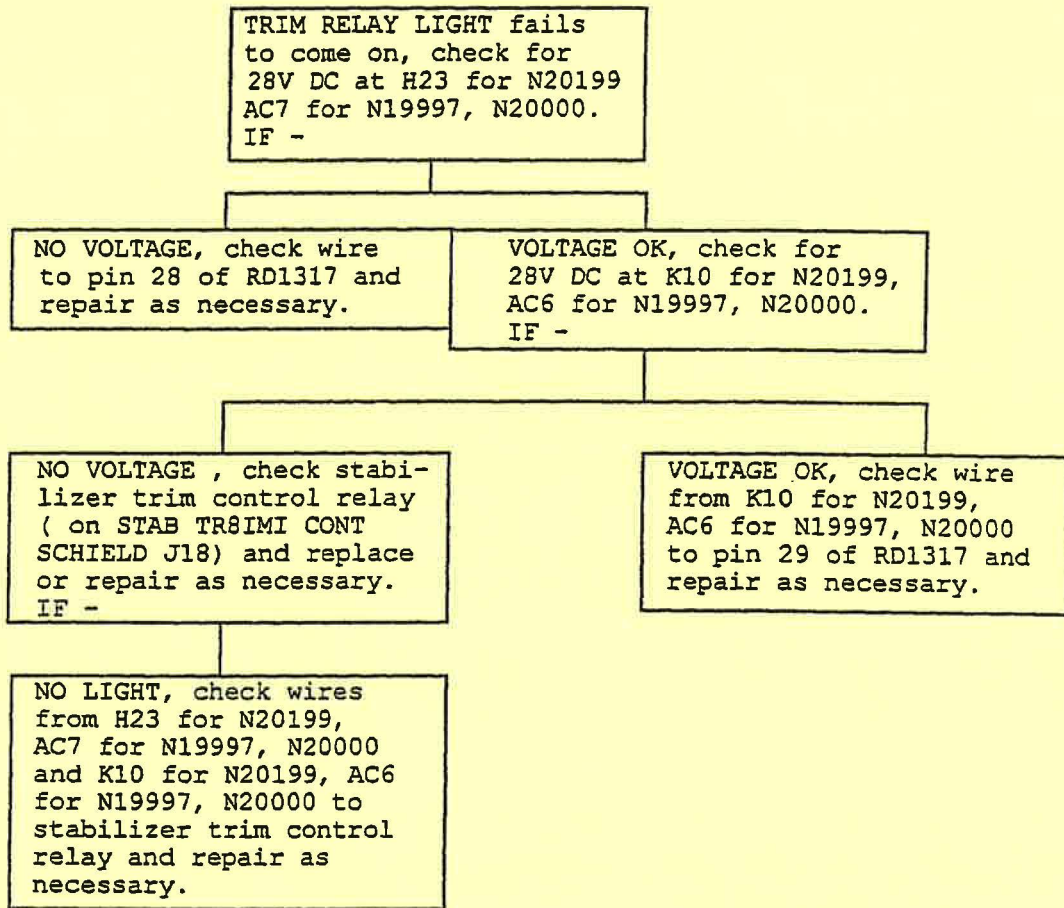 TRIM RELAY LIGHT fails
to come on, check for
28V DC at H23 for N20199
AC7 for N19997, N20000.
IF -
NO VOLTAGE, check wire
to pin 28 of RD1317 and
repair as necessary.
VOLTAGE OK, check for
28V DC at K10 for N20199,
AC6 for N19997, N20000.
IF -
NO VOLTAGE , check stabi-
lizer trim control relay
( on STAB TR8IMI CONT
SCHIELD J18) and replace
or repair as necessary.
IF -
VOLTAGE OK, check wire
from K10 for N20199,
AC6 for N19997, N20000
to pin 29 of RD1317 and
repair as necessary.
NO LIGHT, check wires
from H23 for N20199,
AC7 for N19997, N20000
and K10 for N20199, AC6
for N19997, N20000 to
stabilizer trim control
relay and repair as
necessary.